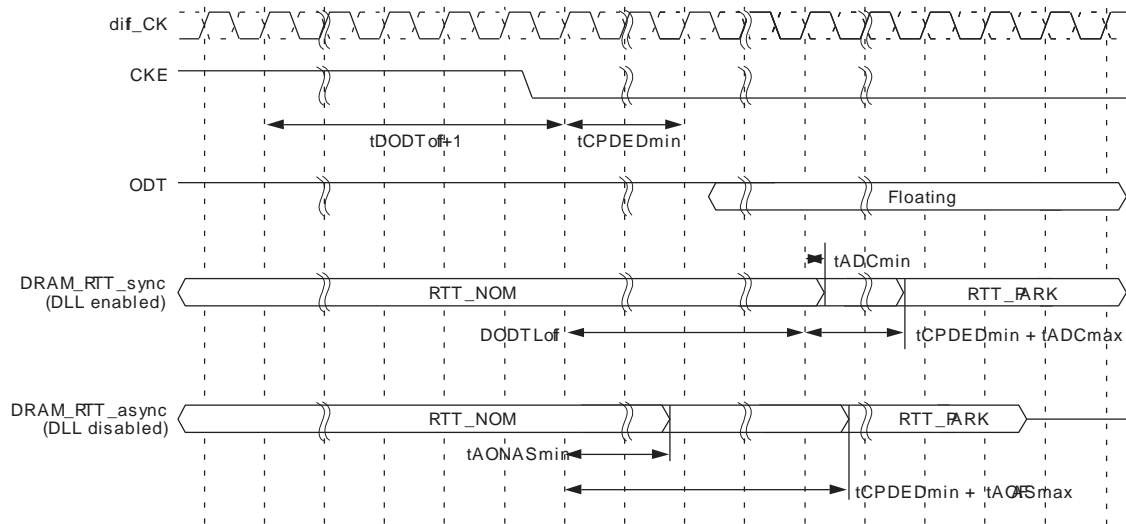 dif_CK
CKE
tDODToff+1
tCPDEDmin
ODT
Floating
tADCmin
DRAM_RTT_sync
(DLL enabled)
RTT_NOM
RTT_PARK
DODTLoff
tCPDEDmin + tADCmax
DRAM_RTT_async
(DLL disabled)
RTT_NOM
RTT_PARK
tAONASmin
tCPDEDmin + tAOFASmax